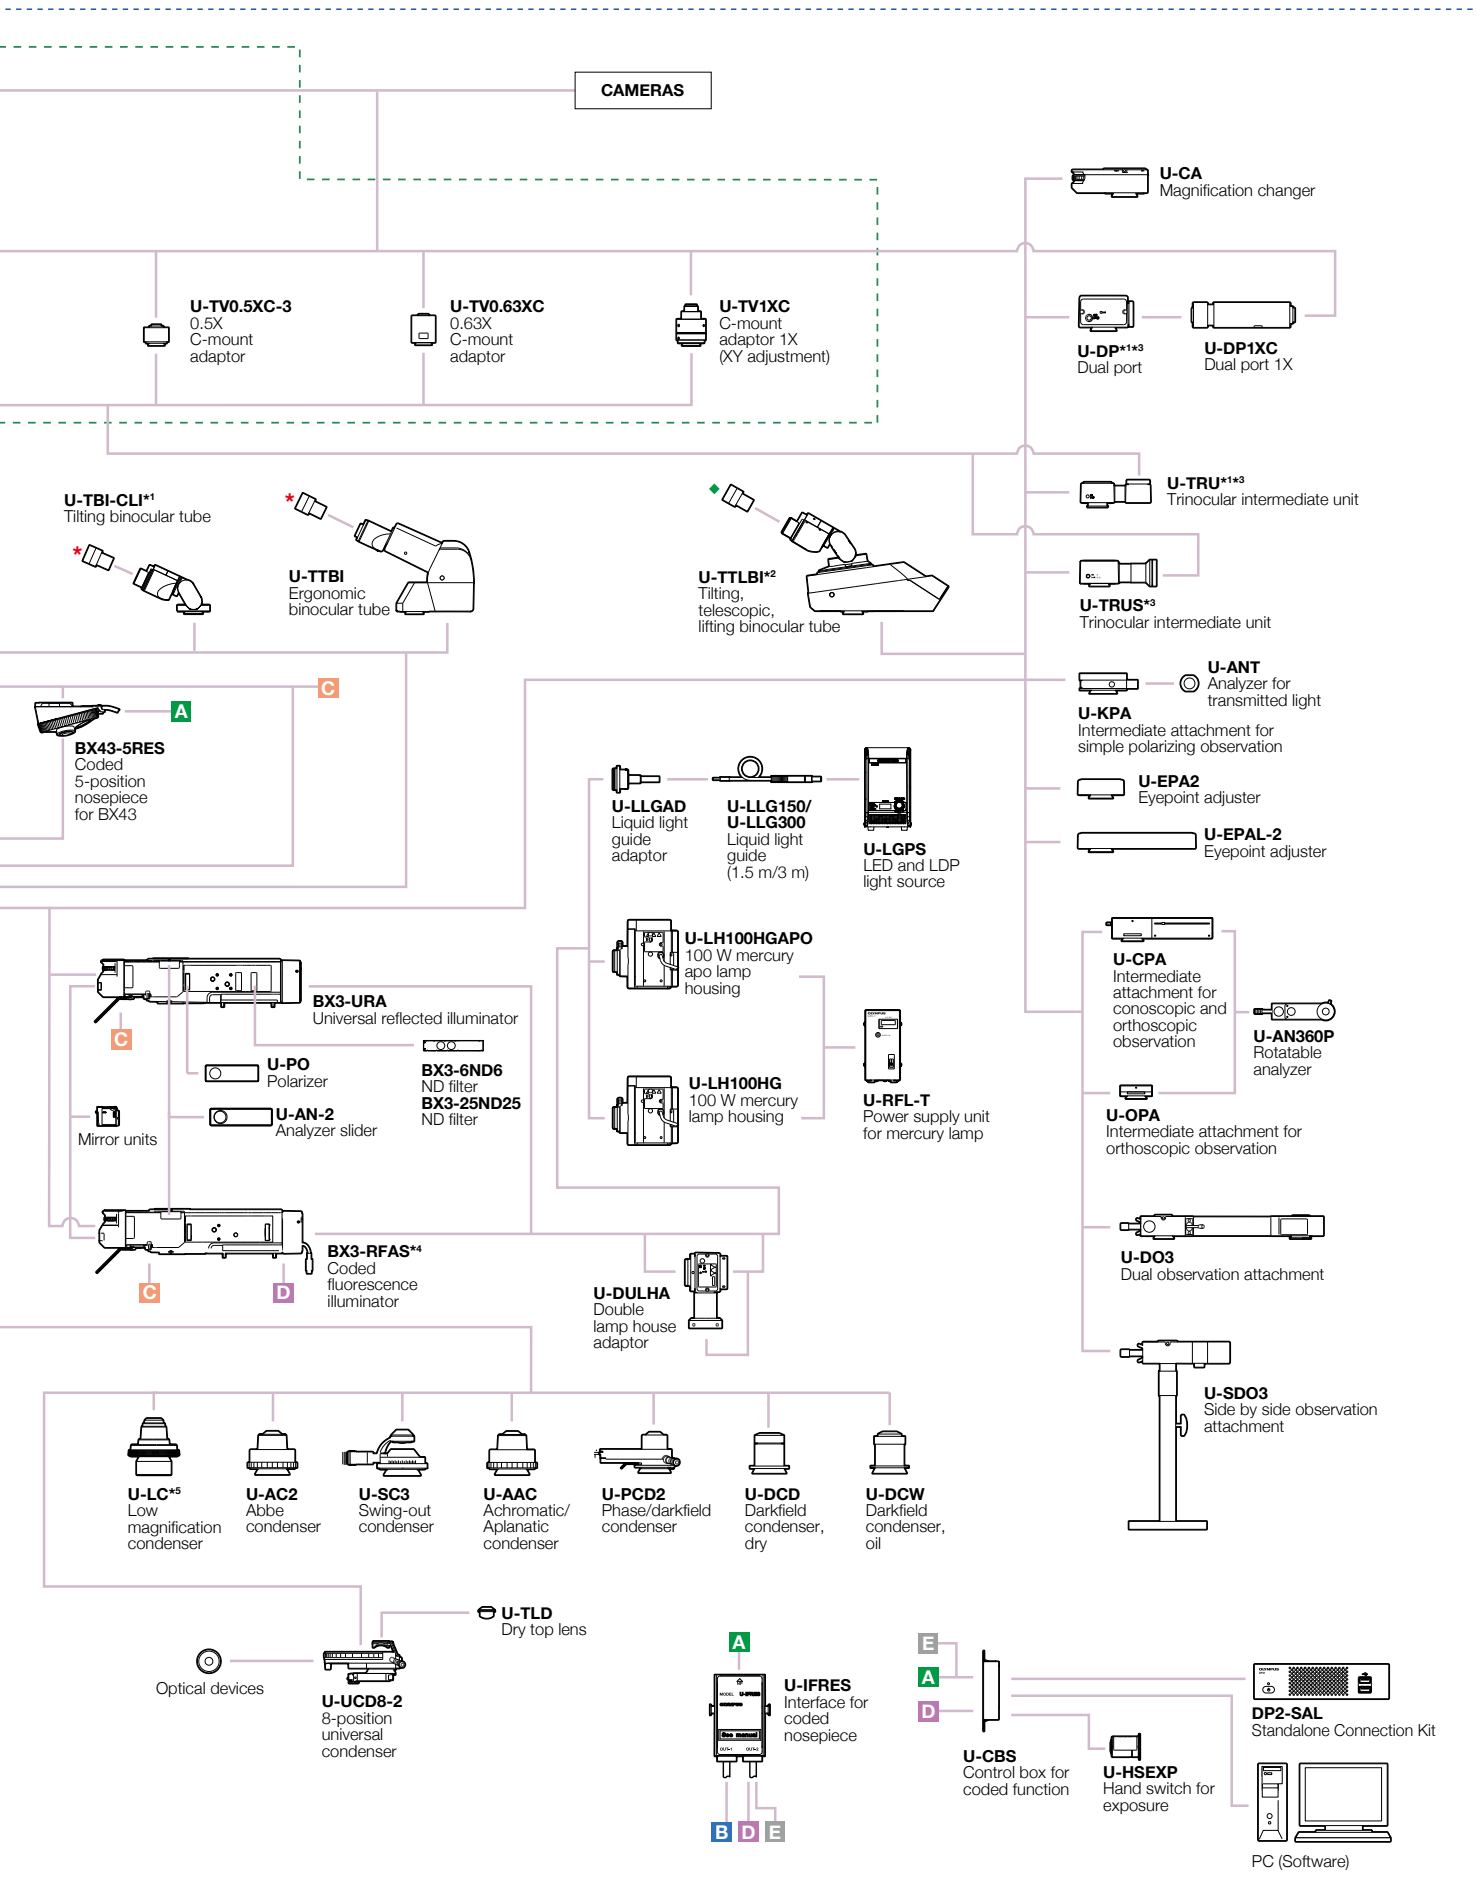 CAMERAS
U-CA
Magnification changer
U-TV0.5XC-3
0.5X
C-mount
adaptor
U-TV0.63XC
0.63X
C-mount
adaptor
U-TV1XC
C-mount
adaptor 1X
(XY adjustment)
U-DP*1*3
Dual port
U-DP1XC
Dual port 1X
U-TBI-CLI*1
Tilting binocular tube
*
*
U-TTBI
Ergonomic
binocular tube
U-TTLBI*2
Tilting,
telescopic,
lifting binocular tube
U-TRU*1*3
Trinocular intermediate unit
U-TRUS*3
Trinocular intermediate unit
C
A
BX43-5RES
Coded
5-position
nosepiece
for BX43
U-KPA
Intermediate attachment for
simple polarizing observation
U-ANT
Analyzer for
transmitted light
U-LLGAD
Liquid light
guide
adaptor
U-LLG150/
U-LLG300
Liquid light
guide
(1.5 m/3 m)
U-LGPS
LED and LDP
light source
U-EPA2
Eyepoint adjuster
U-EPAL-2
Eyepoint adjuster
BX3-URA
Universal reflected illuminator
C
U-PO
Polarizer
U-AN-2
Analyzer slider
Mirror units
BX3-6ND6
ND filter
BX3-25ND25
ND filter
U-LH100HGAPO
100 W mercury
apo lamp
housing
U-LH100HG
100 W mercury
lamp housing
OLYMPUS
U-RFL-T
Power supply unit
for mercury lamp
U-CPA
Intermediate
attachment for
conoscopic and
orthoscopic
observation
U-AN360P
Rotatable
analyzer
U-OPA
Intermediate attachment for
orthoscopic observation
BX3-RFAS*4
Coded
fluorescence
illuminator
C
D
U-DULHA
Double
lamp house
adaptor
U-DO3
Dual observation attachment
U-SDO3
Side by side observation
attachment
U-LC*5
Low
magnification
condenser
U-AC2
Abbe
condenser
U-SC3
Swing-out
condenser
U-AAC
Achromatic/
Aplanatic
condenser
U-PCD2
Phase/darkfield
condenser
U-DCD
Darkfield
condenser,
dry
U-DCW
Darkfield
condenser,
oil
U-TLD
Dry top lens
Optical devices
U-UCD8-2
8-position
universal
condenser
A
MODEL U-IFRES
OLYMPUS
See manual
OUT-1 OUT-2
U-IFRES
Interface for
coded
nosepiece
B D E
E
A
D
U-CBS
Control box for
coded function
U-HSEXP
Hand switch for
exposure
OLYMPUS
DP2-SAL
Standalone Connection Kit
PC (Software)